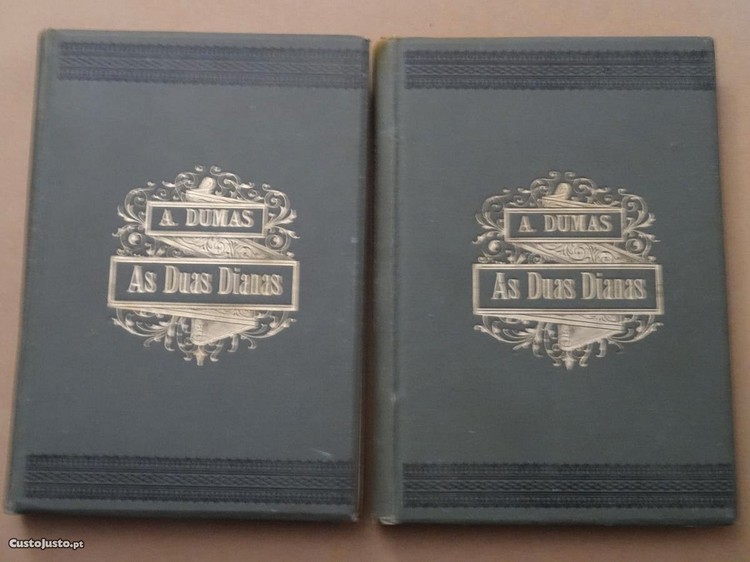 A. DUMAS
As Duas Dianas
A. DUMAS
As Duas Dianas
CustoJusto.pt